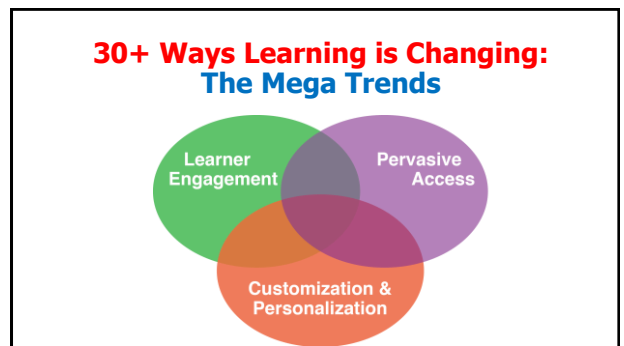 30+ Ways Learning is Changing:
The Mega Trends
Learner
Engagement
Pervasive
Access
Customization &
Personalization